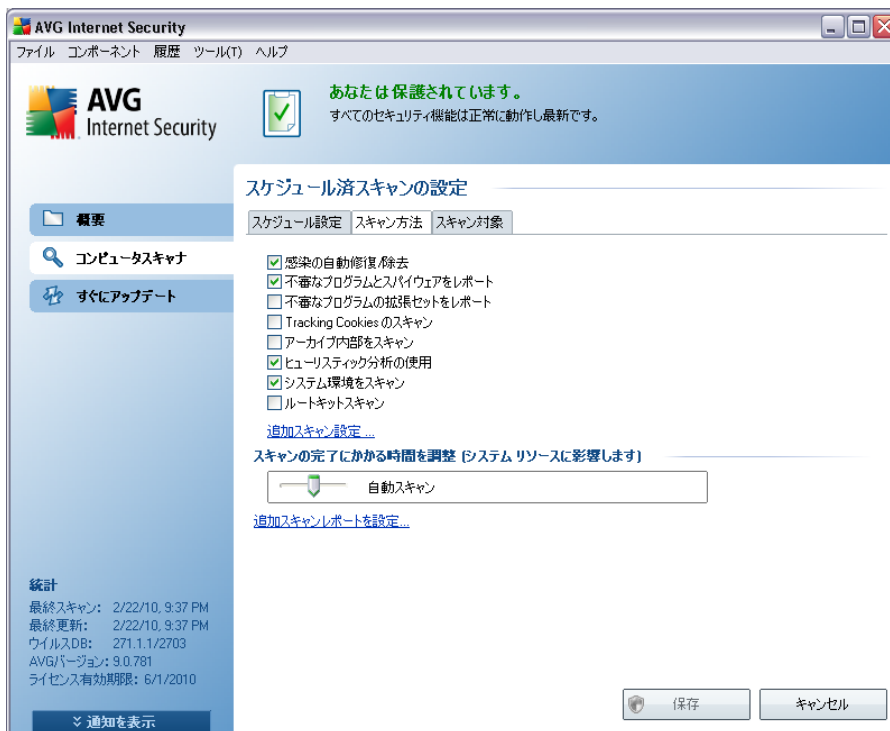 AVG Internet Security
ファイル コンポーネント 履歴 ツール(T) ヘルプ
AVG
Internet Security
あなたは保護されています。
すべてのセキュリティ機能は正常に動作し最新です。
概要
コンピュータスキャナ
すぐにアップデート
スケジュール済スキャンの設定
スケジュール設定 スキャン方法 スキャン対象
感染の自動修復/除去
不審なプログラムとスパイウェアをレポート
不審なプログラムの拡張セットをレポート
Tracking Cookies のスキャン
アーカイブ内部をスキャン
ヒューリスティック分析の使用
システム環境をスキャン
ルートキットスキャン
追加スキャン設定 ...
スキャンの完了にかかる時間を調整 (システム リソースに影響します)
自動スキャン
追加スキャンレポートを設定...
統計
最終スキャン: 2/22/10, 9:37 PM
最終更新: 2/22/10, 9:37 PM
ウイルスDB: 271.1.1/2703
AVGバージョン: 9.0.781
ライセンス有効期限: 6/1/2010
通知を表示
保存 キャンセル